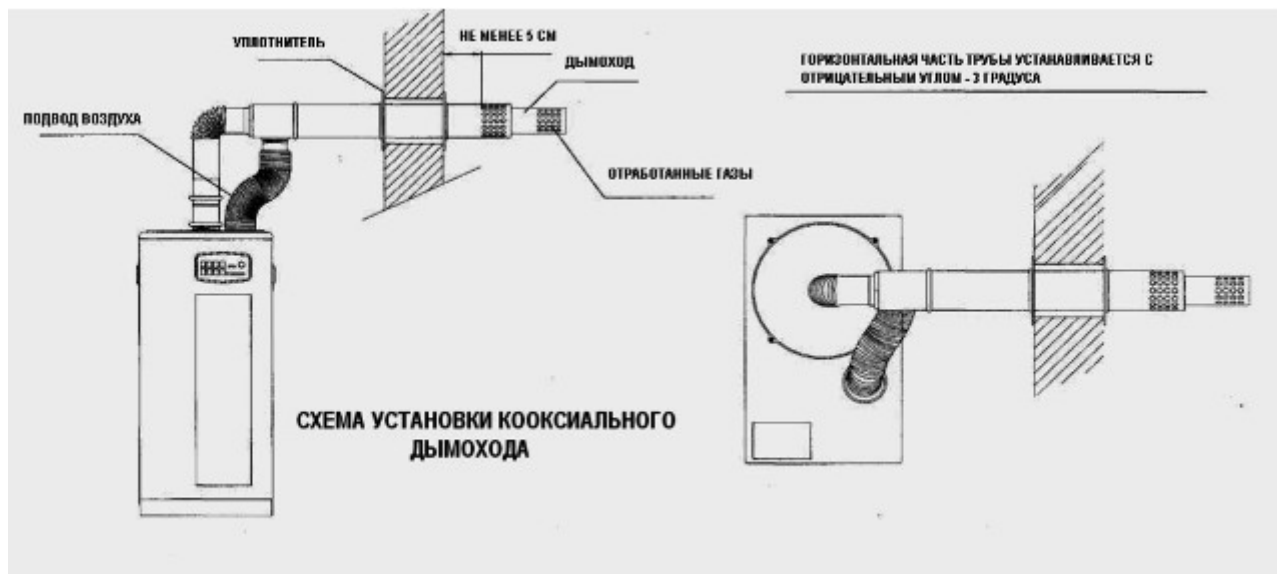 УПЛОТНИТЕЛЬ
НЕ МЕНЕЕ 5 СМ
ДЫМОХОД
ПОДВОД ВОЗДУХА
ОТРАБОТАННЫЕ ГАЗЫ
ГОРИЗОНТАЛЬНАЯ ЧАСТЬ ТРУБЫ УСТАНАВЛИВАЕТСЯ С
ОТРИЦАТЕЛЬНЫМ УГЛОМ - 3 ГРАДУСА
СХЕМА УСТАНОВКИ КООКСИАЛЬНОГО
ДЫМОХОДА